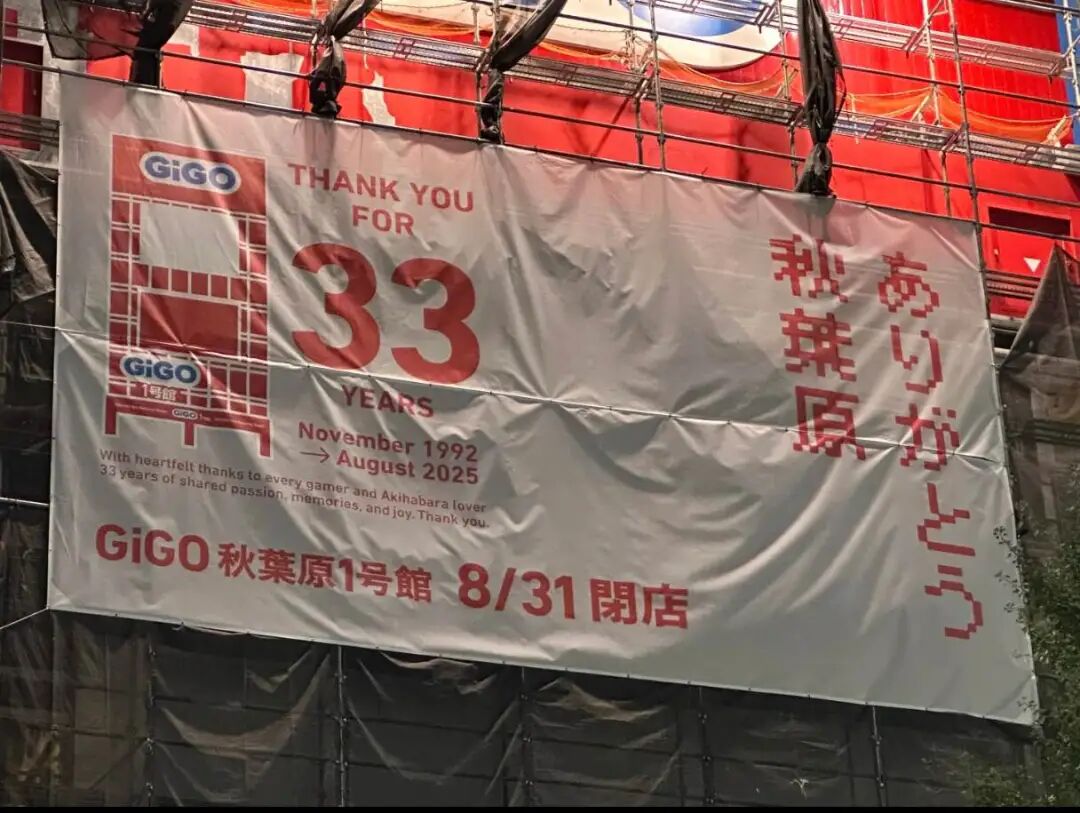 GiGO
THANK YOU
FOR
33
YEARS
November 1992
→ August 2025
GiGO
1号館
GiGO
With heartfelt thanks to every gamer and Akihabara lover
33 years of shared passion, memories, and joy. Thank you.
GiGO 秋葉原1号館 8/31 閉店
ありがとう
秋葉原